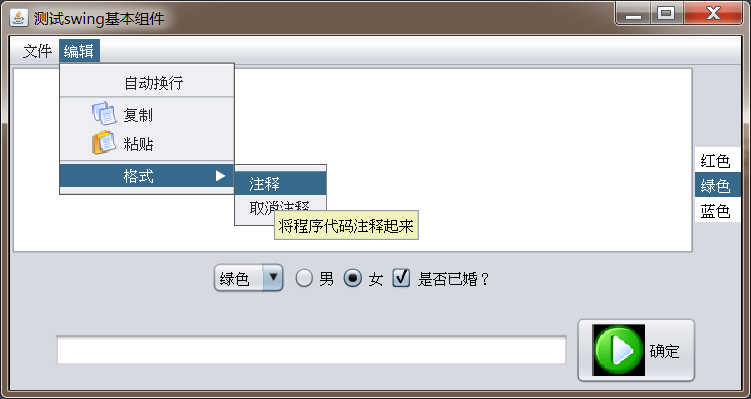 测试swing基本组件
文件 编辑
自动换行
复制
粘贴
格式
注释
取消注释
将程序代码注释起来
红色
绿色
蓝色
绿色 男 女 是否已婚？
确定